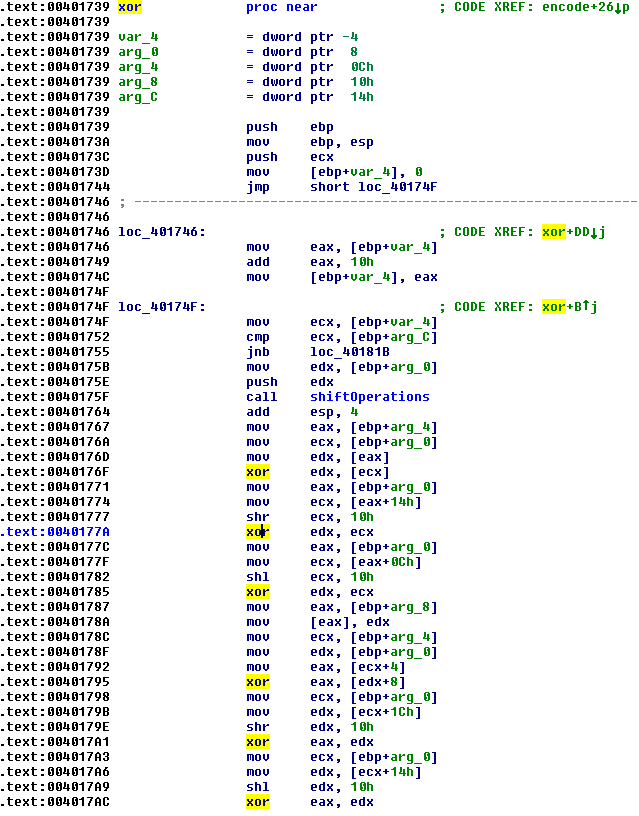 .text:00401739 xor proc near ; CODE XREF: encode+26↓p
.text:00401739
.text:00401739 var_4 = dword ptr -4
.text:00401739 arg_0 = dword ptr 8
.text:00401739 arg_4 = dword ptr 0Ch
.text:00401739 arg_8 = dword ptr 10h
.text:00401739 arg_C = dword ptr 14h
.text:00401739
.text:00401739 push ebp
.text:0040173A mov ebp, esp
.text:0040173C push ecx
.text:0040173D mov [ebp+var_4], 0
.text:00401744 jmp short loc_40174F
.text:00401746 ; ---------------------------------------------------------------
.text:00401746
.text:00401746 loc_401746: ; CODE XREF: xor+DD↓j
.text:00401746 mov eax, [ebp+var_4]
.text:00401749 add eax, 10h
.text:0040174C mov [ebp+var_4], eax
.text:0040174F
.text:0040174F loc_40174F: ; CODE XREF: xor+B↑j
.text:0040174F mov ecx, [ebp+var_4]
.text:00401752 cmp ecx, [ebp+arg_C]
.text:00401755 jnb loc_40181B
.text:0040175B mov edx, [ebp+arg_0]
.text:0040175E push edx
.text:0040175F call shiftOperations
.text:00401764 add esp, 4
.text:00401767 mov eax, [ebp+arg_4]
.text:0040176A mov ecx, [ebp+arg_0]
.text:0040176D mov edx, [eax]
.text:0040176F xor edx, [ecx]
.text:00401771 mov eax, [ebp+arg_0]
.text:00401774 mov ecx, [eax+14h]
.text:00401777 shr ecx, 10h
.text:0040177A xor edx, ecx
.text:0040177C mov eax, [ebp+arg_0]
.text:0040177F mov ecx, [eax+0Ch]
.text:00401782 shl ecx, 10h
.text:00401785 xor edx, ecx
.text:00401787 mov eax, [ebp+arg_8]
.text:0040178A mov [eax], edx
.text:0040178C mov ecx, [ebp+arg_4]
.text:0040178F mov edx, [ebp+arg_0]
.text:00401792 mov eax, [ecx+4]
.text:00401795 xor eax, [edx+8]
.text:00401798 mov ecx, [ebp+arg_0]
.text:0040179B mov edx, [ecx+1Ch]
.text:0040179E shr edx, 10h
.text:004017A1 xor eax, edx
.text:004017A3 mov ecx, [ebp+arg_0]
.text:004017A6 mov edx, [ecx+14h]
.text:004017A9 shl edx, 10h
.text:004017AC xor eax, edx